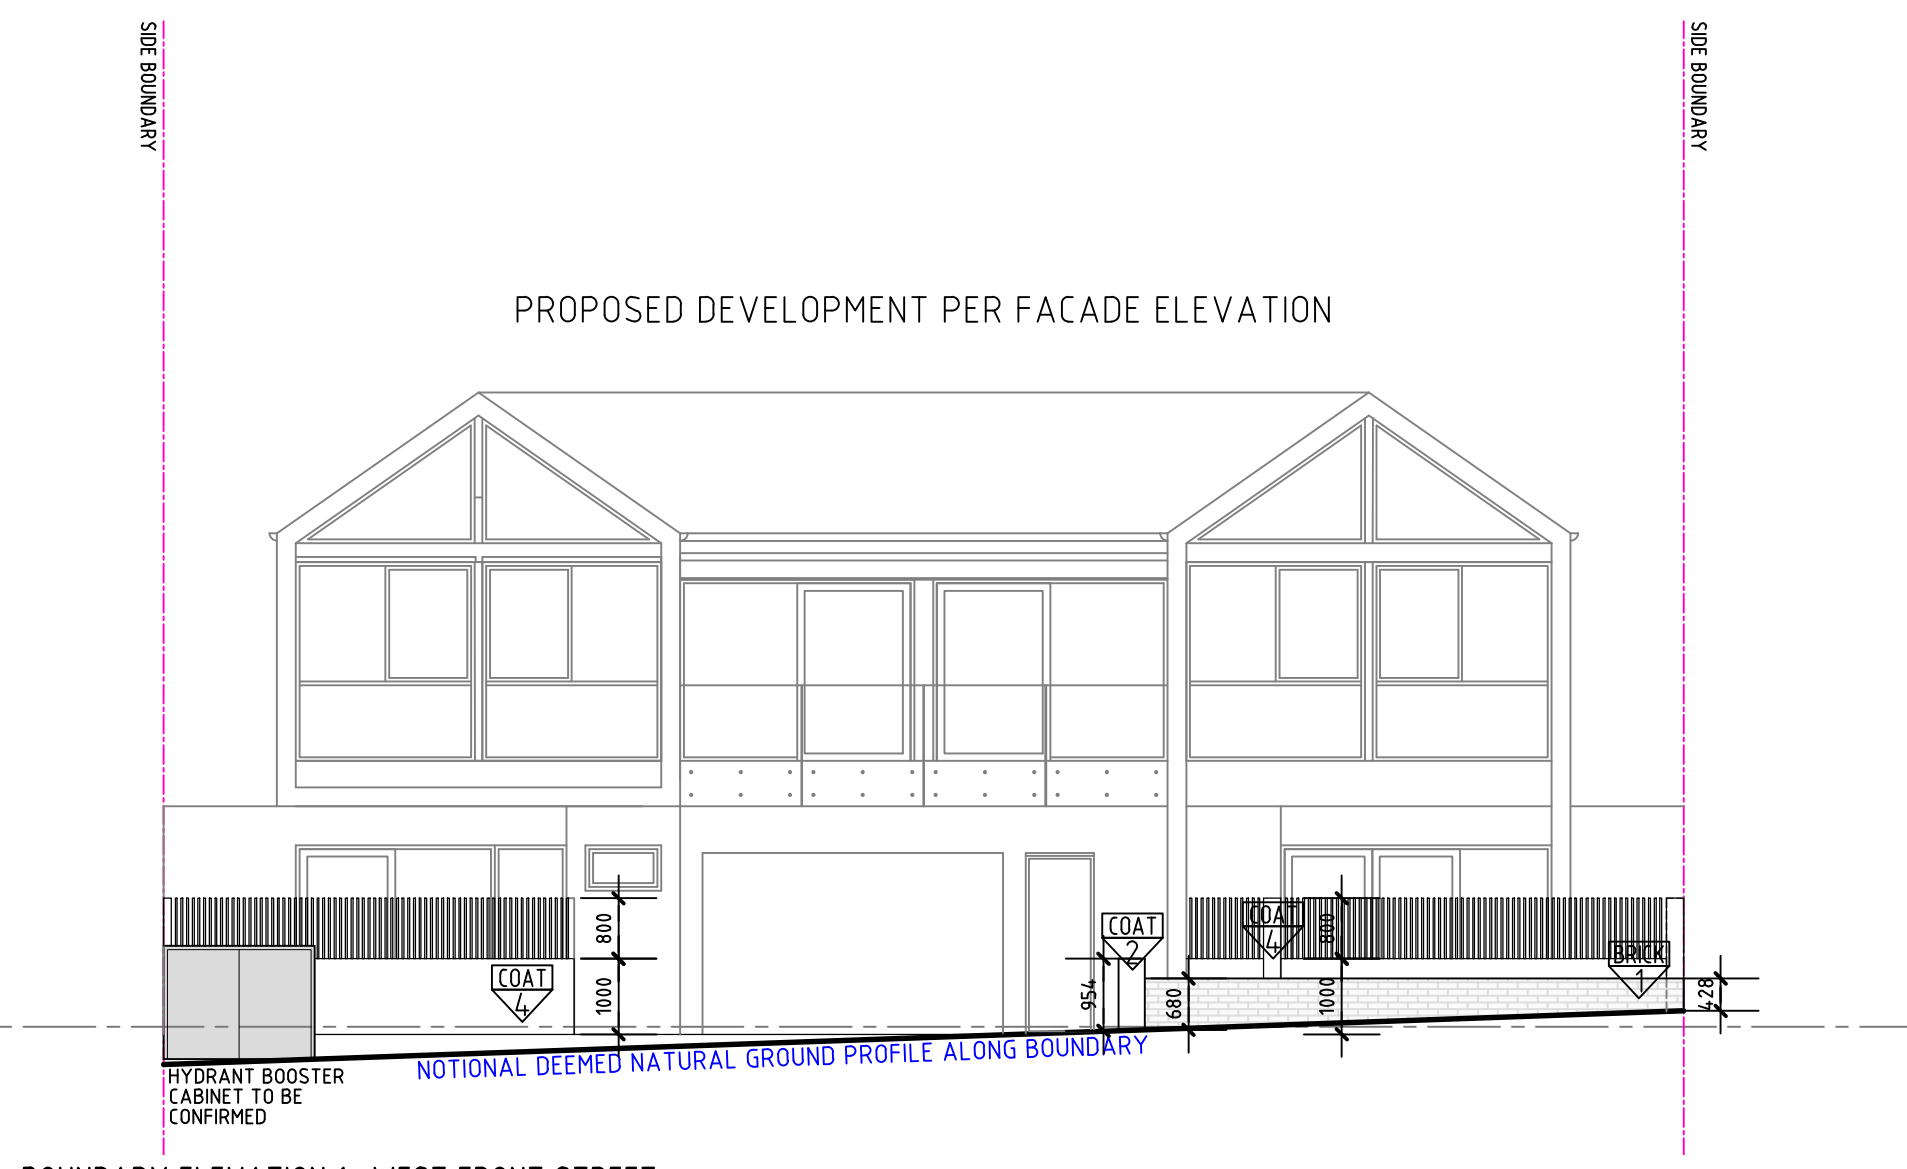 SIDE BOUNDARY
SIDE BOUNDARY
PROPOSED DEVELOPMENT PER FACADE ELEVATION
800
COAT
4
1000
COAT
2
954
680
COAT
4
800
1000
BRICK
1
428
NOTIONAL DEEMED NATURAL GROUND PROFILE ALONG BOUNDARY
HYDRANT BOOSTER
CABINET TO BE
CONFIRMED